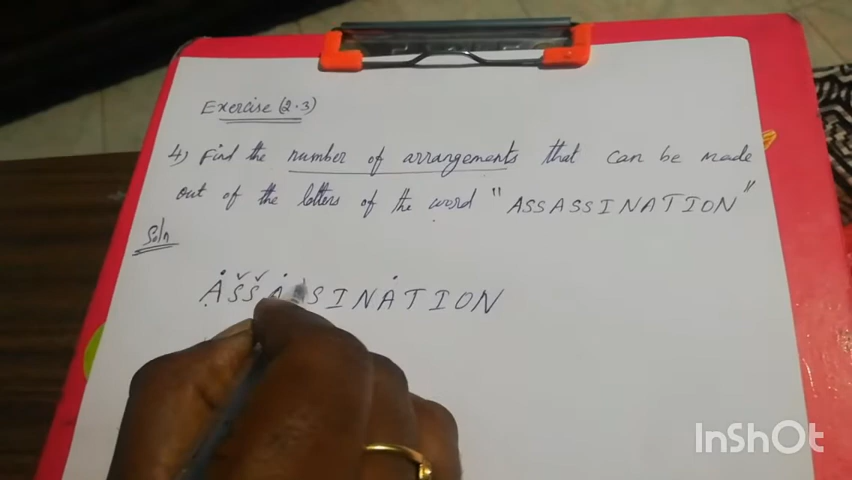 Exercise (2.3)
4) Find the number of arrangements that can be made
out of the letters of the word "ASSASSINATION"
Soln
ASSA SINATION
InShOt